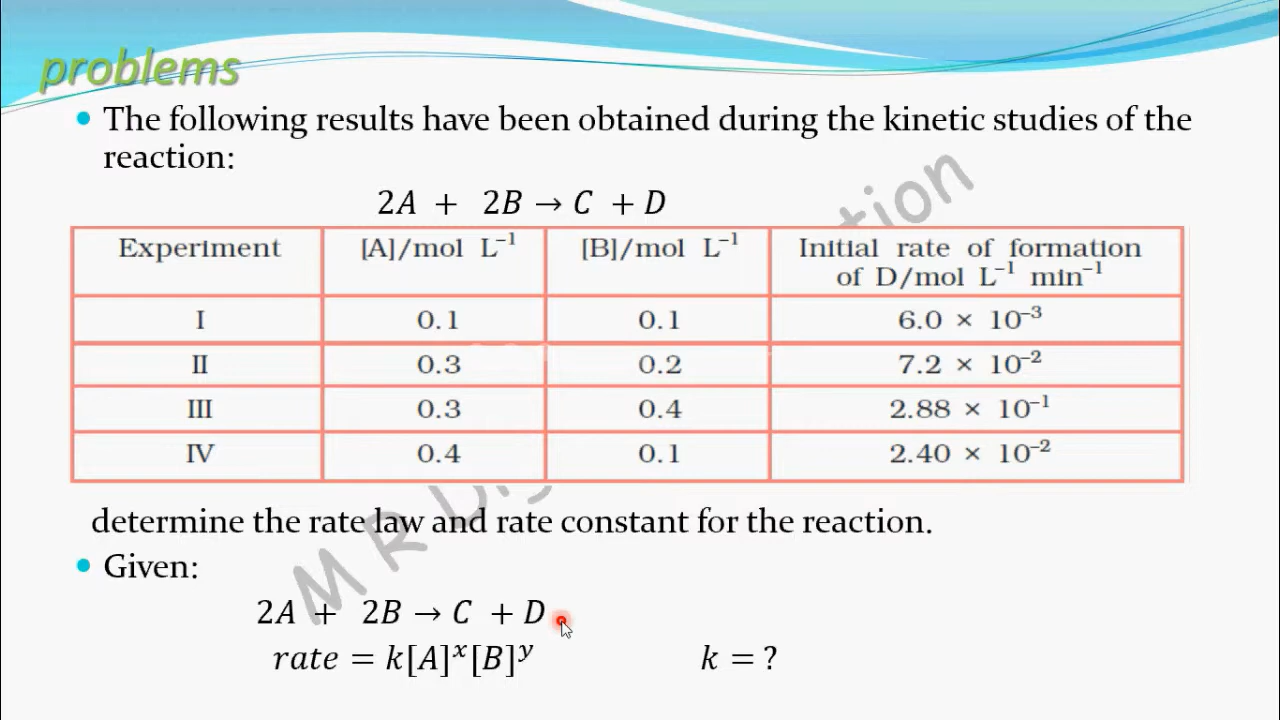 problems
The following results have been obtained during the kinetic studies of the
reaction:
2A + 2B → C + D
Experiment [A]/mol L⁻¹ [B]/mol L⁻¹ Initial rate of formation
of D/mol L⁻¹ min⁻¹
I 0.1 0.1 6.0 × 10⁻³
II 0.3 0.2 7.2 × 10⁻²
III 0.3 0.4 2.88 × 10⁻¹
IV 0.4 0.1 2.40 × 10⁻²
determine the rate law and rate constant for the reaction.
Given:
2A + 2B → C + D
rate = k[A]ˣ[B]ʸ k = ?
M R